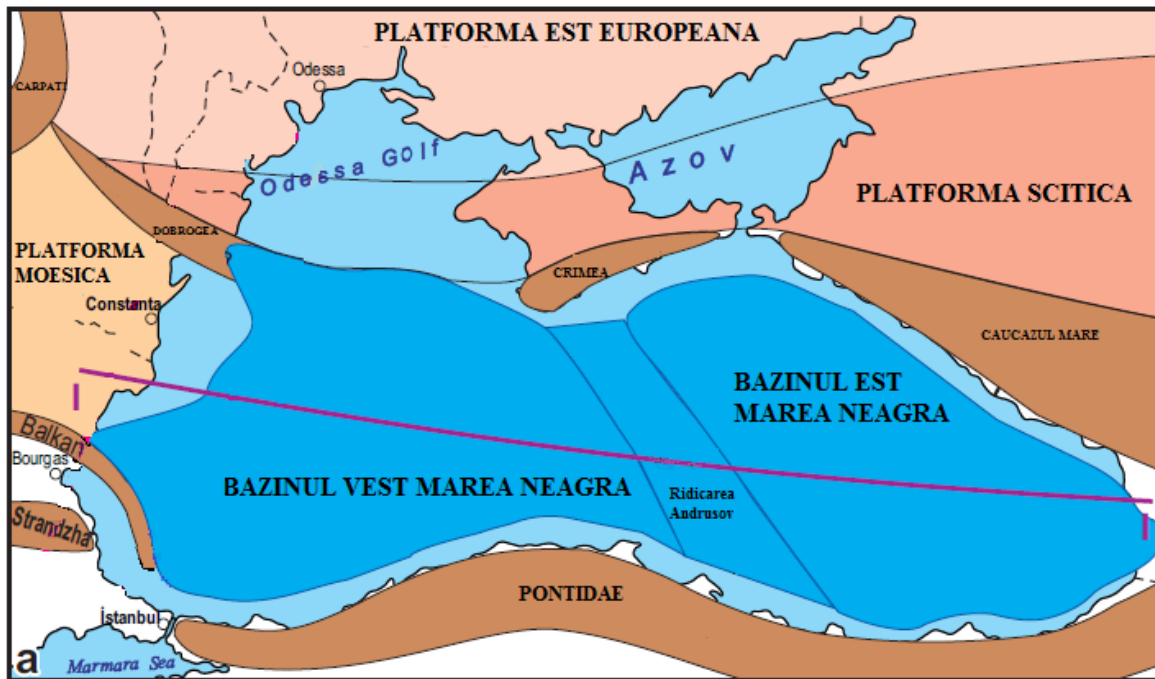 PLATFORMA EST EUROPEANA
Odessa
CARPATI
Odessa Golf
Azov
PLATFORMA SCITICA
DOBROGEA
PLATFORMA
MOESICA
CRIMEA
Constanta
CAUCAZUL MARE
BAZINUL EST
MAREA NEAGRA
I
Balkan
Bourgas
BAZINUL VEST MAREA NEAGRA
Ridicarea
Andrusov
Strandzha
I
PONTIDAE
İstanbul
a
Marmara Sea